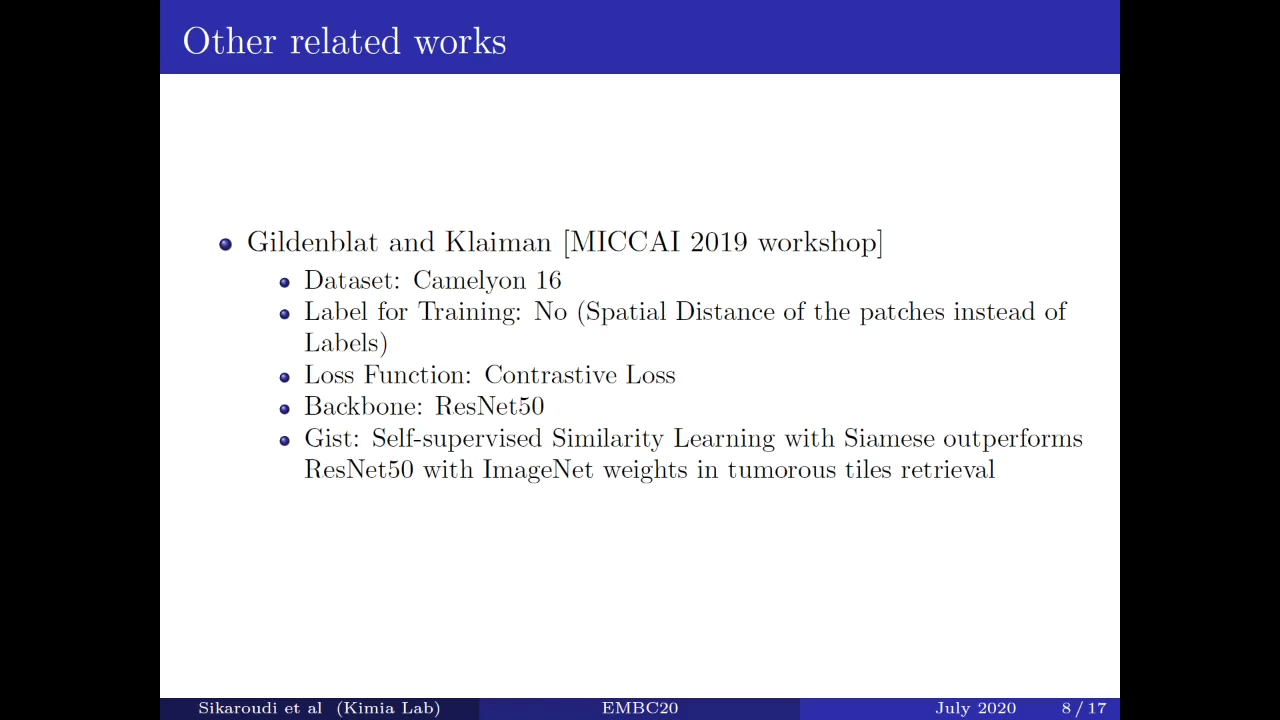 Other related works
Gildenblat and Klaiman [MICCAI 2019 workshop]
Dataset: Camelyon 16
Label for Training: No (Spatial Distance of the patches instead of
Labels)
Loss Function: Contrastive Loss
Backbone: ResNet50
Gist: Self-supervised Similarity Learning with Siamese outperforms
ResNet50 with ImageNet weights in tumorous tiles retrieval
Sikaroudi et al (Kimia Lab) EMBC20 July 2020 8 / 17